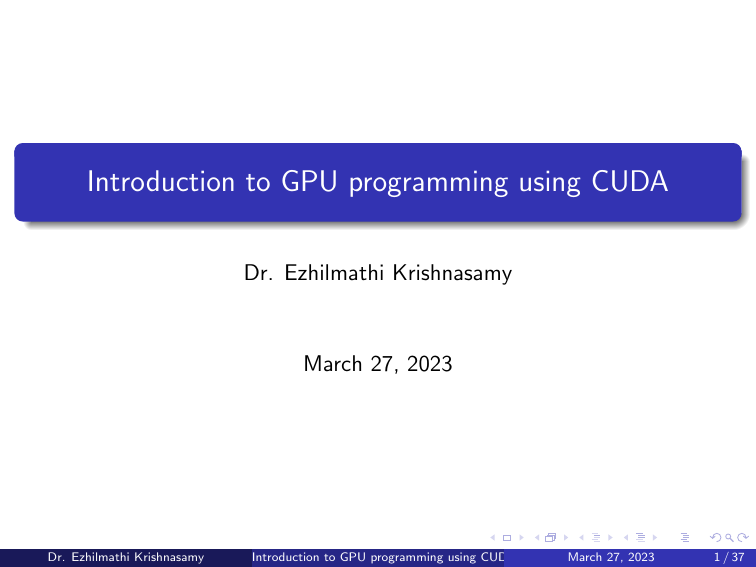 Introduction to GPU programming using CUDA
Dr. Ezhilmathi Krishnasamy
March 27, 2023
Dr. Ezhilmathi Krishnasamy Introduction to GPU programming using CUD March 27, 2023 1 / 37